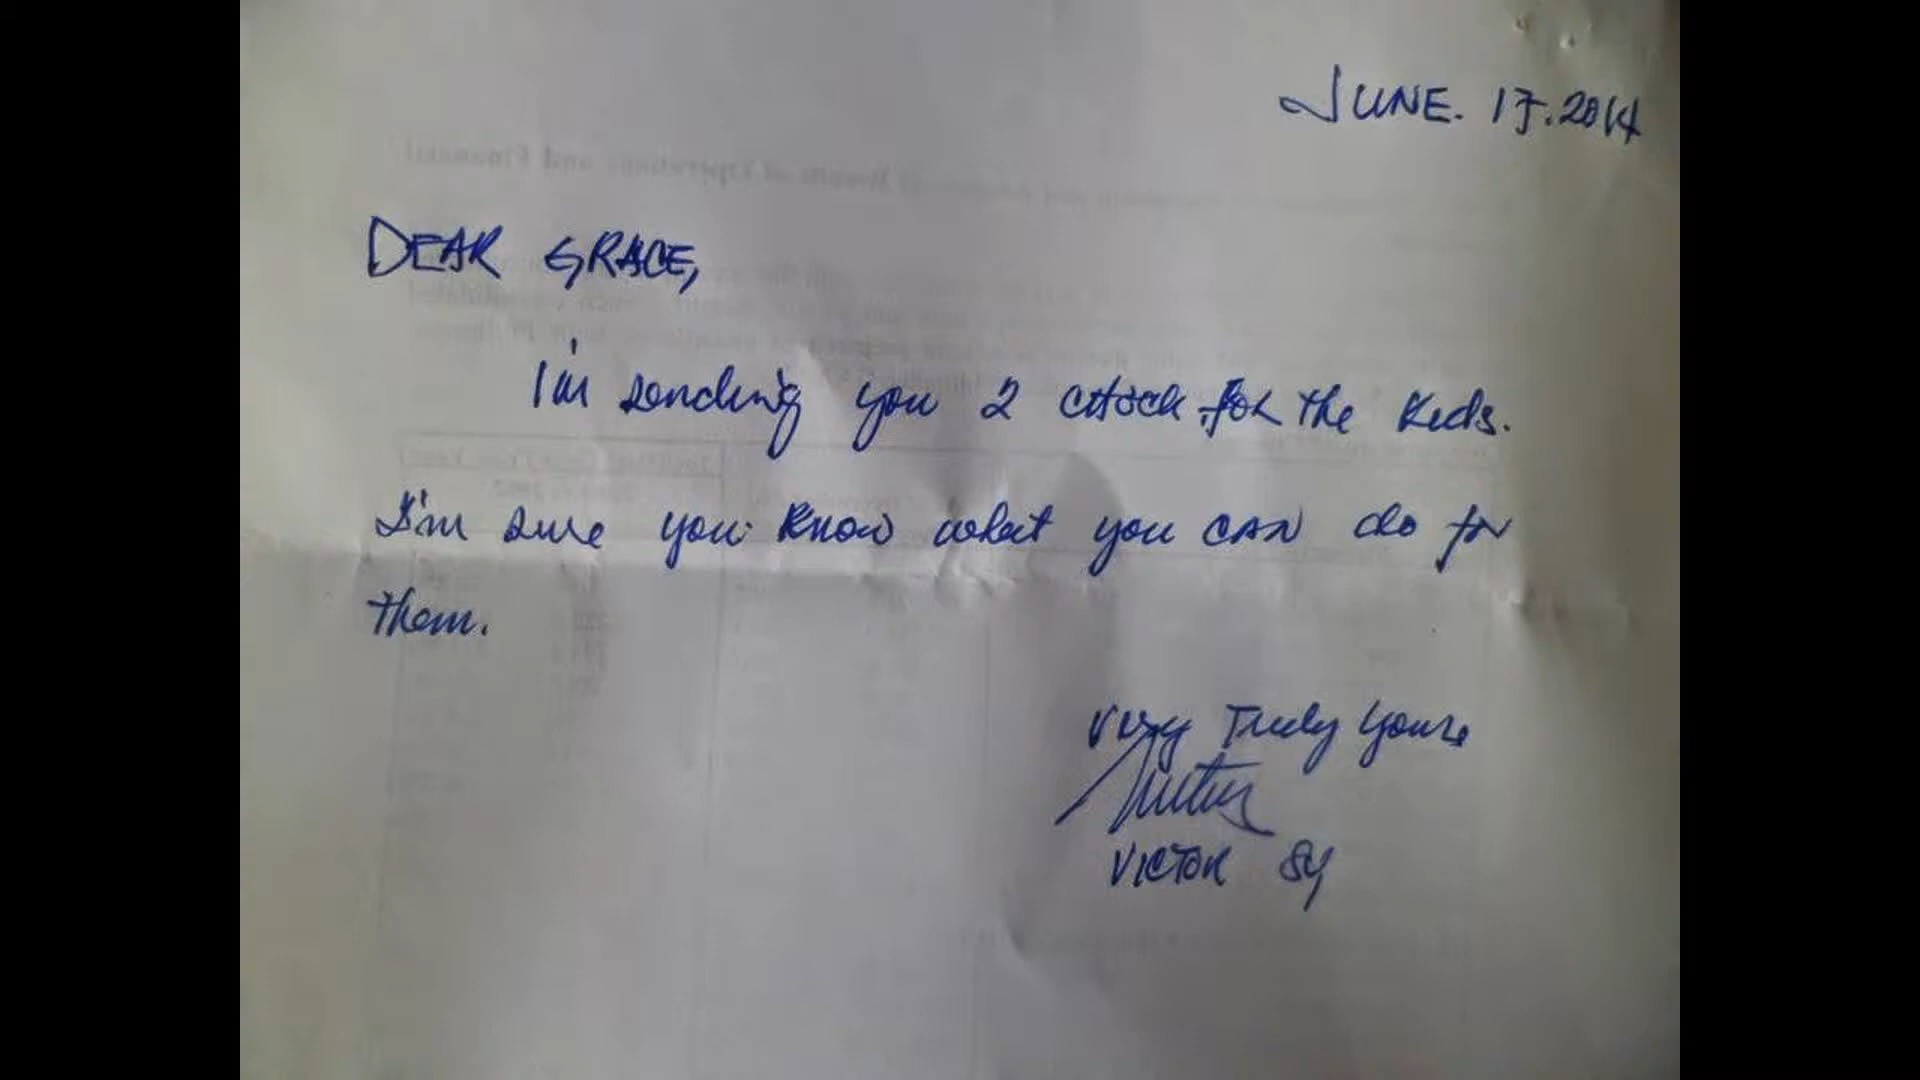 JUNE. 17.2014
DEAR GRACE,
I'm sending you 2 check for the kids.
I'm sure you know what you CAN do for
them.
Very Truly yours
VICTOR SY